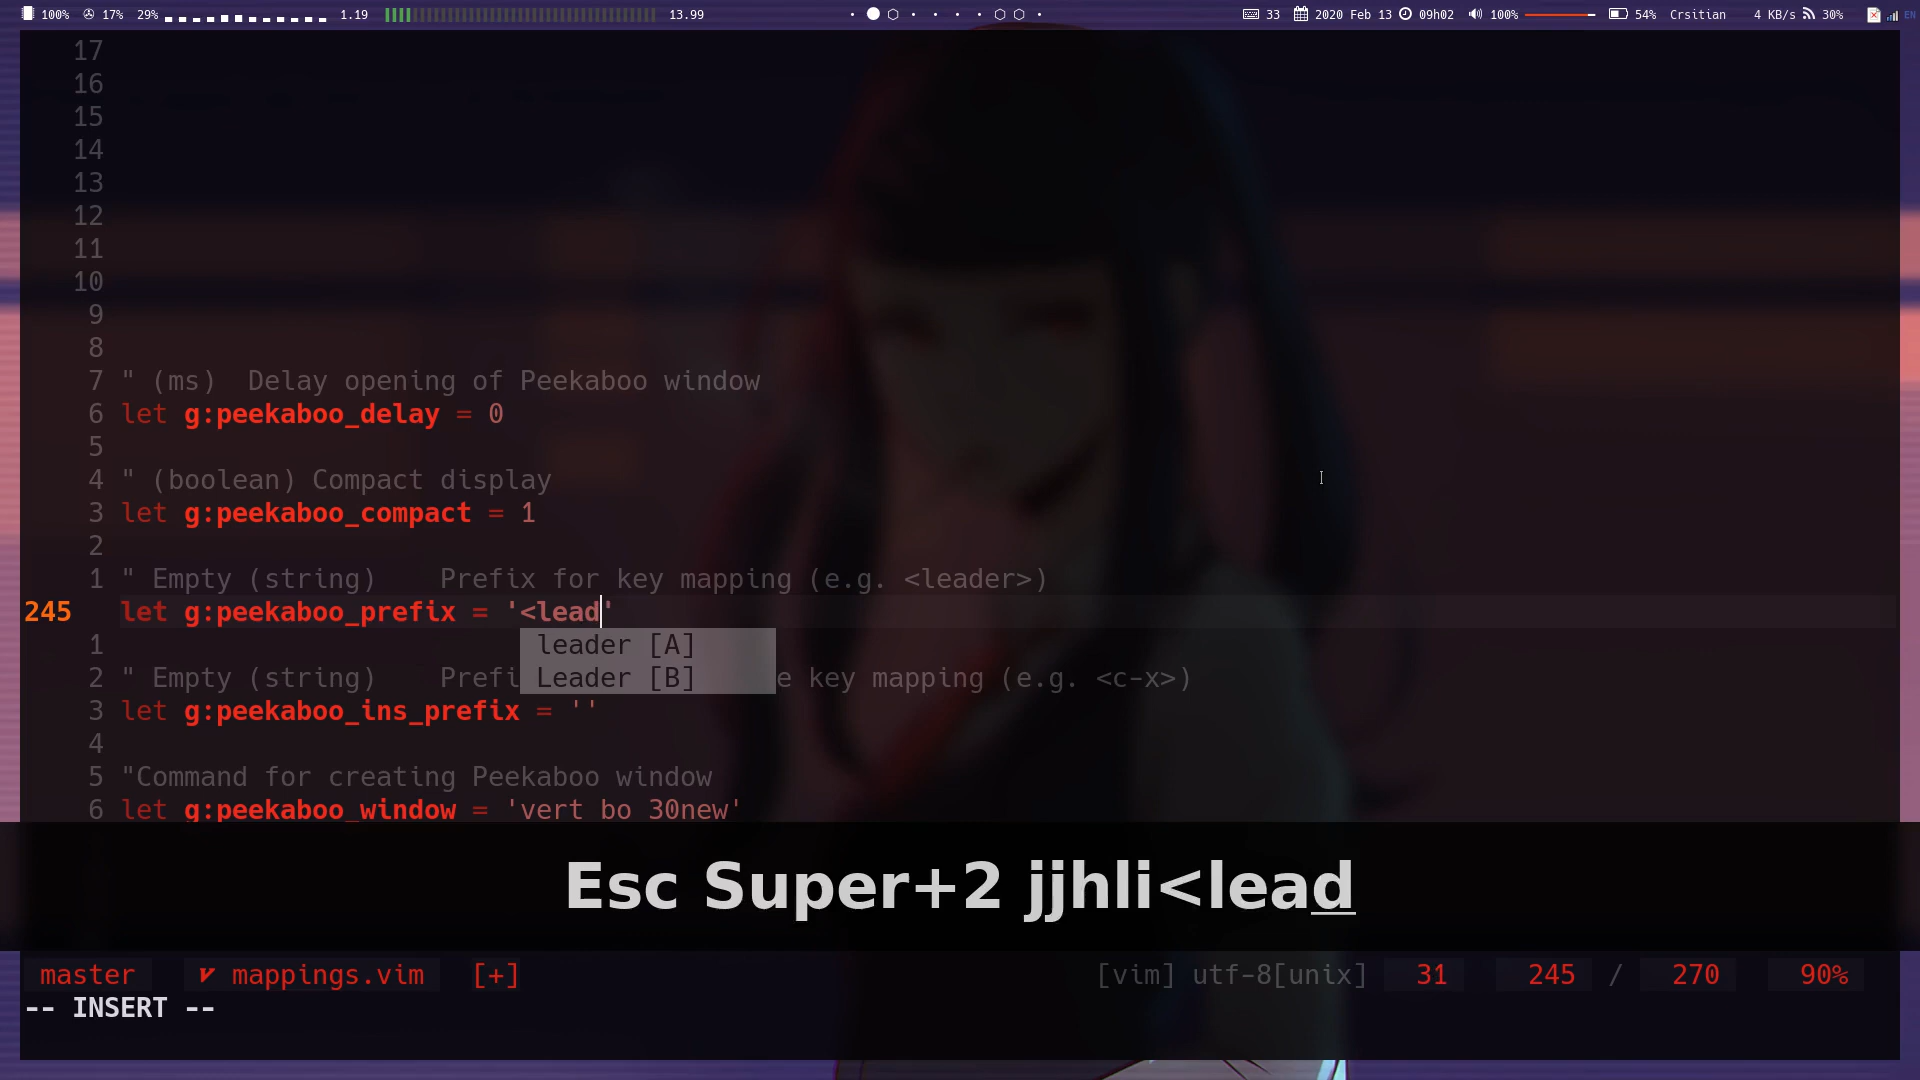 100% 17% 29% 1.19 13.99 33 2020 Feb 13 09h02 100% 54% Crsitian 4 KB/s 30% EN
17
16
15
14
13
12
11
10
9
8
7 " (ms)  Delay opening of Peekaboo window
6 let g:peekaboo_delay = 0
5
4 " (boolean) Compact display
3 let g:peekaboo_compact = 1
2
1 " Empty (string)    Prefix for key mapping (e.g. <leader>)
245 let g:peekaboo_prefix = '<lead'
1 leader [A]
2 " Empty (string)    Prefi Leader [B] e key mapping (e.g. <c-x>)
3 let g:peekaboo_ins_prefix = ''
4
5 "Command for creating Peekaboo window
6 let g:peekaboo_window = 'vert bo 30new'
Esc Super+2 jjhli<lead
master mappings.vim [+] [vim] utf-8[unix] 31 245 / 270 90%
-- INSERT --